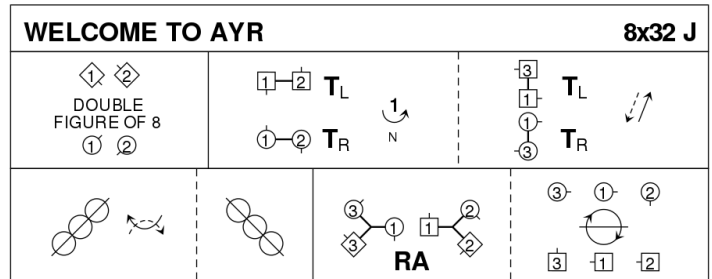 WELCOME TO AYR 8x32 J
1 2
DOUBLE
FIGURE OF 8
1 2
1 2 TL
1 2 TR
1
N
3
1 TL
1
3 TR
3 3 1 1 2 2
RA
3 1 2
3 1 2